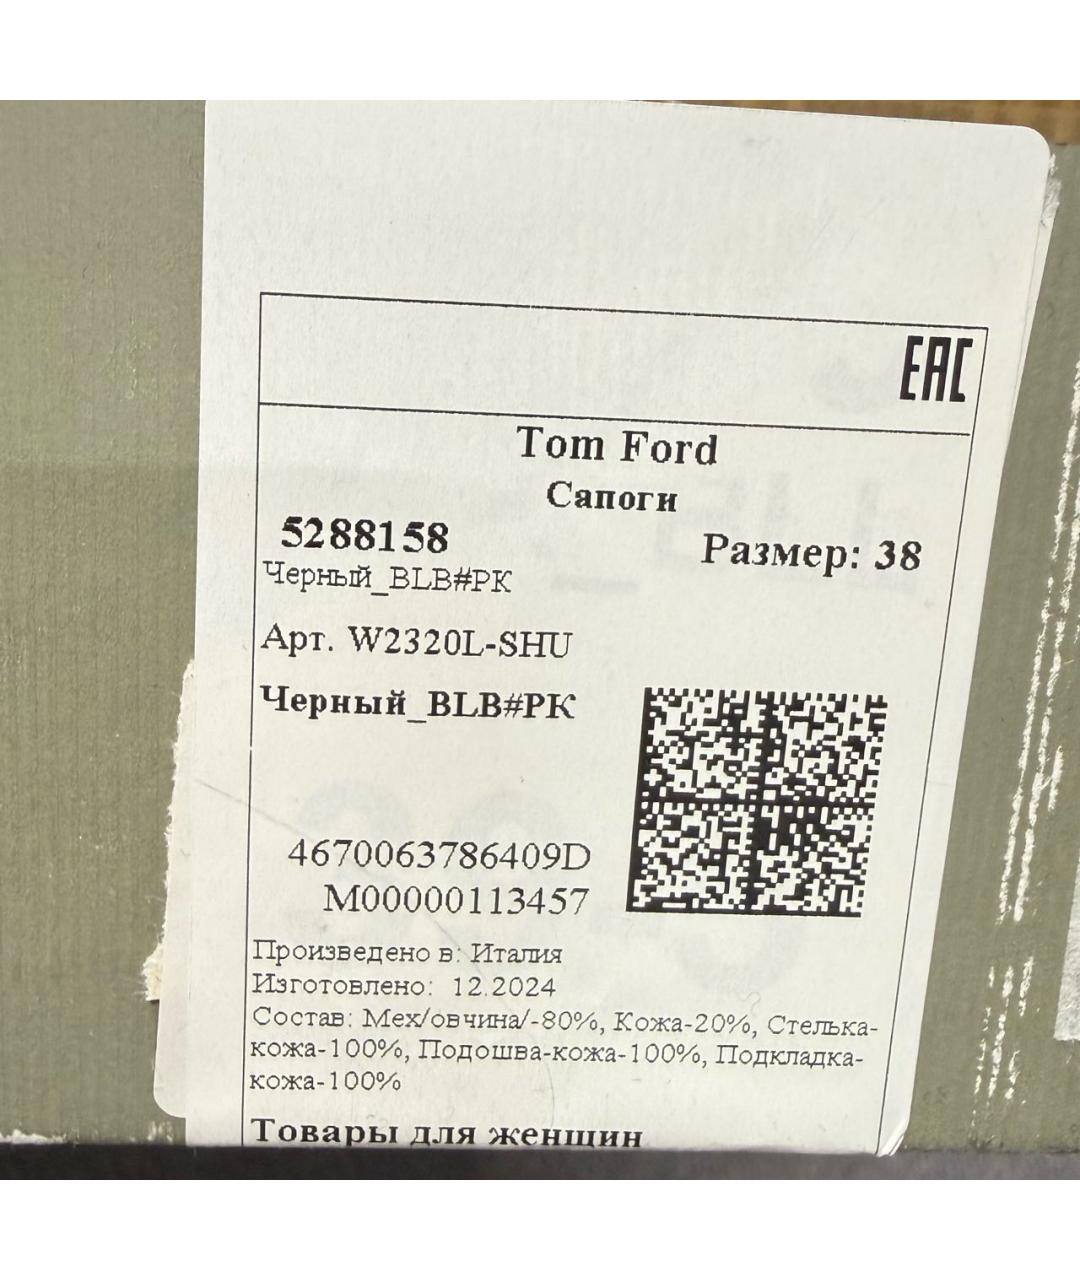 EAC
Tom Ford
Сапоги
5288158
Размер: 38
Черный_BLB#PK
Арт. W2320L-SHU
Черный_BLB#PK
4670063786409D
M00000113457
Произведено в: Италия
Изготовлено: 12.2024
Состав: Мех/овчина/-80%, Кожа-20%, Стелька-
кожа-100%, Подошва-кожа-100%, Подкладка-
кожа-100%
Товары для женщин